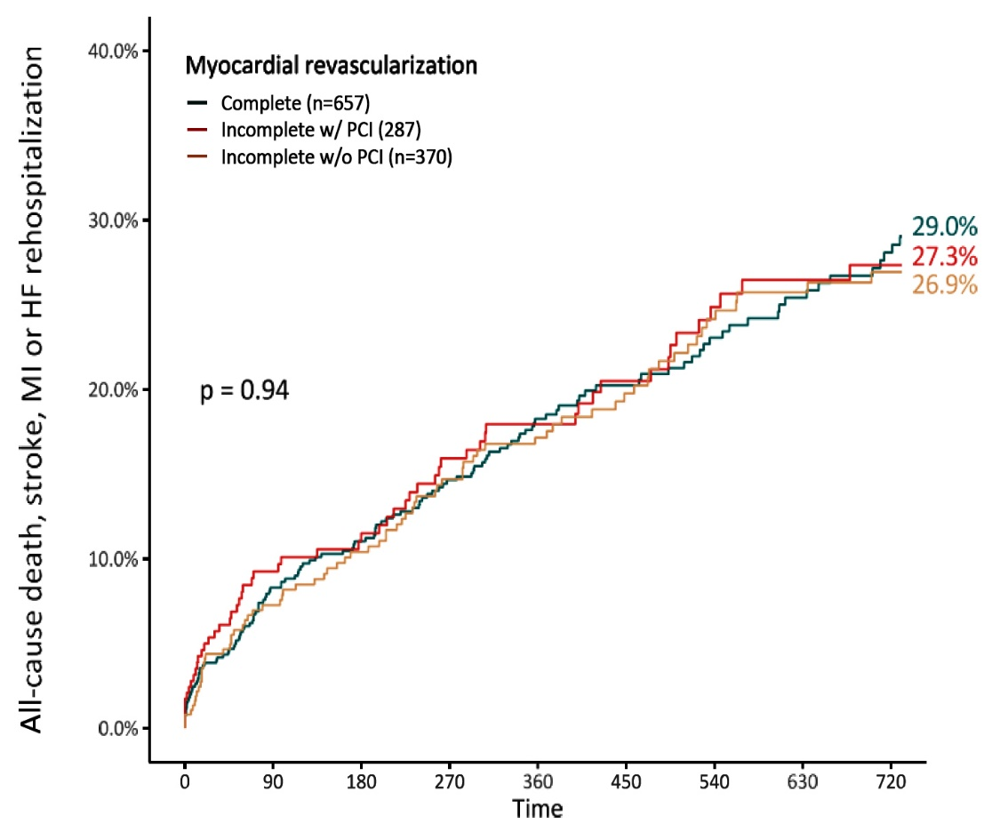 All-cause death, stroke, MI or HF rehospitalization
40.0%
30.0%
20.0%
10.0%
0.0%
Myocardial revascularization
Complete (n=657)
Incomplete w/ PCI (287)
Incomplete w/o PCI (n=370)
p = 0.94
29.0%
27.3%
26.9%
0 90 180 270 360 450 540 630 720
Time